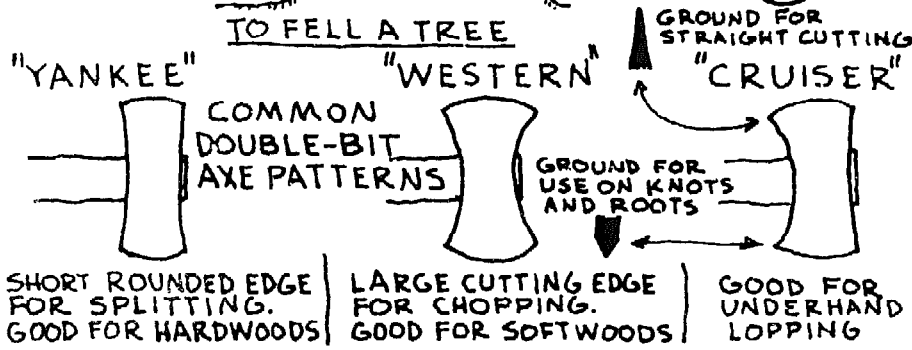 TO FELL A TREE
GROUND FOR
STRAIGHT CUTTING
"YANKEE"
"WESTERN"
"CRUISER"
COMMON
DOUBLE-BIT
AXE PATTERNS
GROUND FOR
USE ON KNOTS
AND ROOTS
SHORT ROUNDED EDGE
FOR SPLITTING.
GOOD FOR HARDWOODS
LARGE CUTTING EDGE
FOR CHOPPING.
GOOD FOR SOFTWOODS
GOOD FOR
UNDERHAND
LOPPING